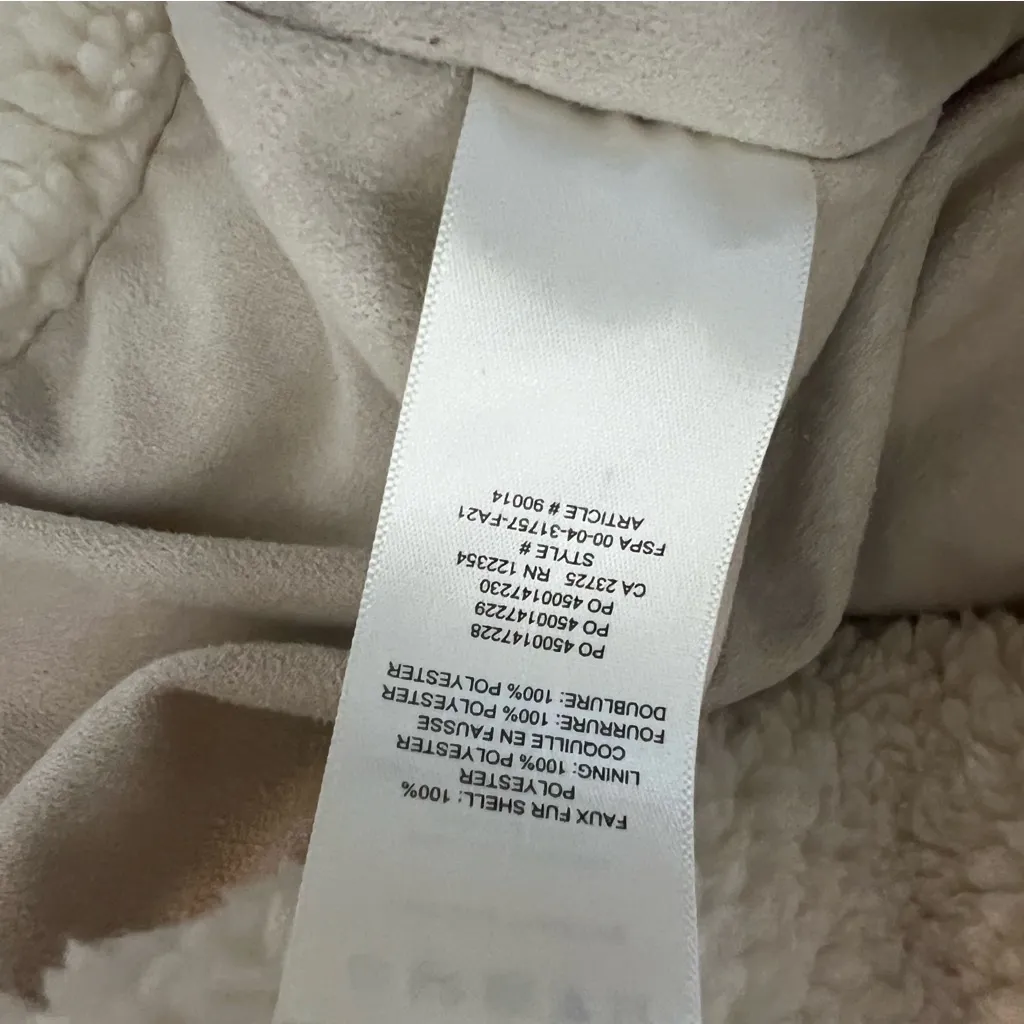 FAUX FUR SHELL: 100%
POLYESTER
LINING: 100% POLYESTER
COQUILLE EN FAUSSE
FOURRURE: 100% POLYESTER
DOUBLURE: 100% POLYESTER
PO 4500147228
PO 4500147229
PO 4500147230
CA 23725 RN 122354
STYLE #
FSPA 00-04-31757-FA21
ARTICLE # 90014